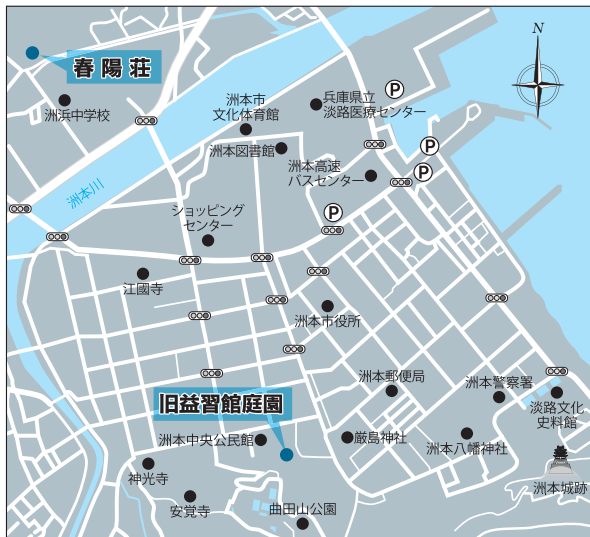 春陽荘
N
洲浜中学校
洲本市
文化体育館
兵庫県立
淡路医療センター
P
洲本図書館
P
洲本高速
バスセンター
P
洲本川
ショッピング
センター
P
江國寺
洲本市役所
洲本郵便局
洲本警察署
旧益習館庭園
淡路文化
史料館
洲本中央公民館
厳島神社
洲本八幡神社
神光寺
洲本城跡
安覚寺
曲田山公園